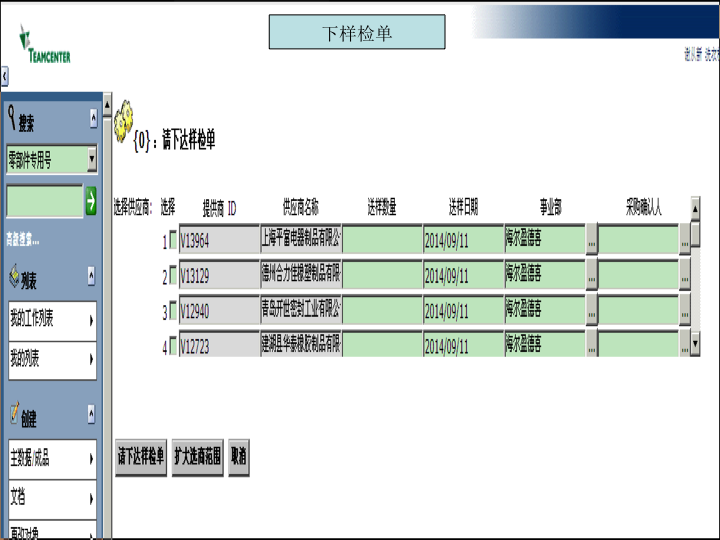 下样检单
TEAMCENTER
搜索
零部件专用号
高级搜索...
列表
我的工作列表
我的列表
创建
主数据/成品
文档
更改对象
{0}：请下达样检单
选择供应商: 选择 提供商 ID 供应商名称 送样数量 送样日期 事业部 采购确认人
1 V13964 上海平富电器制品有限公 2014/09/11 海尔盈德喜 ...
2 V13129 德州合力佳橡塑制品有限 2014/09/11 海尔盈德喜 ...
3 V12940 青岛开世密封工业有限公 2014/09/11 海尔盈德喜 ...
4 V12723 建湖县华泰橡胶制品有限 2014/09/11 海尔盈德喜 ...
请下达样检单 扩大选商范围 取消